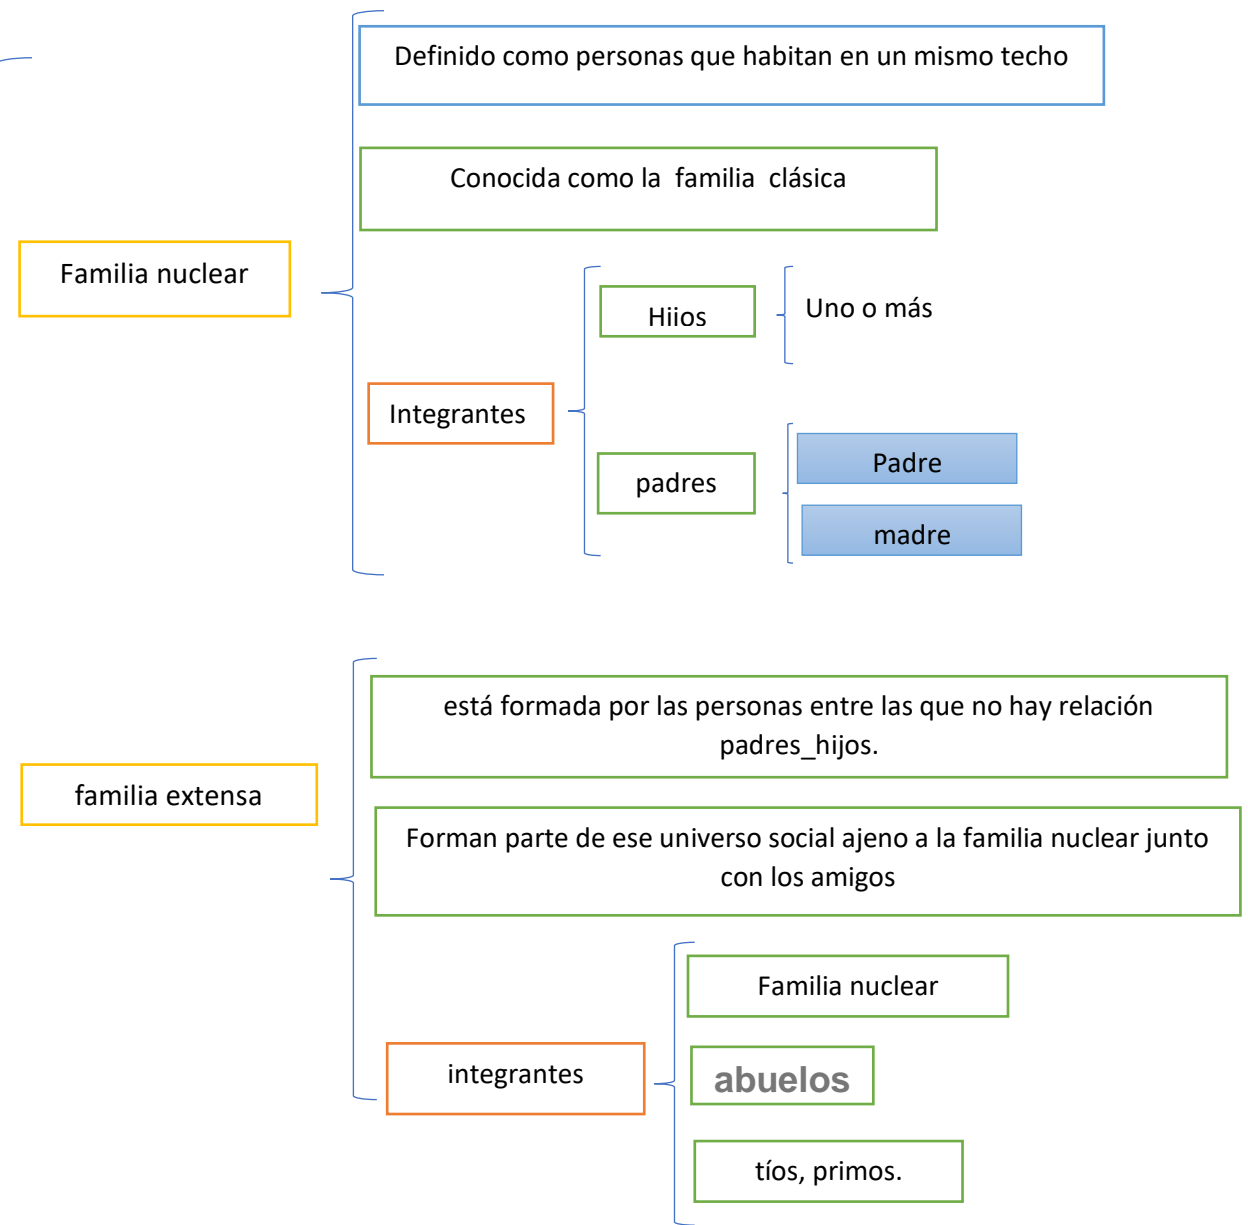 Definido como personas que habitan en un mismo techo
Conocida como la familia clásica
Familia nuclear
Hiios
Uno o más
Integrantes
padres
Padre
madre
está formada por las personas entre las que no hay relación
padres_hijos.
familia extensa
Forman parte de ese universo social ajeno a la familia nuclear junto
con los amigos
Familia nuclear
integrantes
abuelos
tíos, primos.